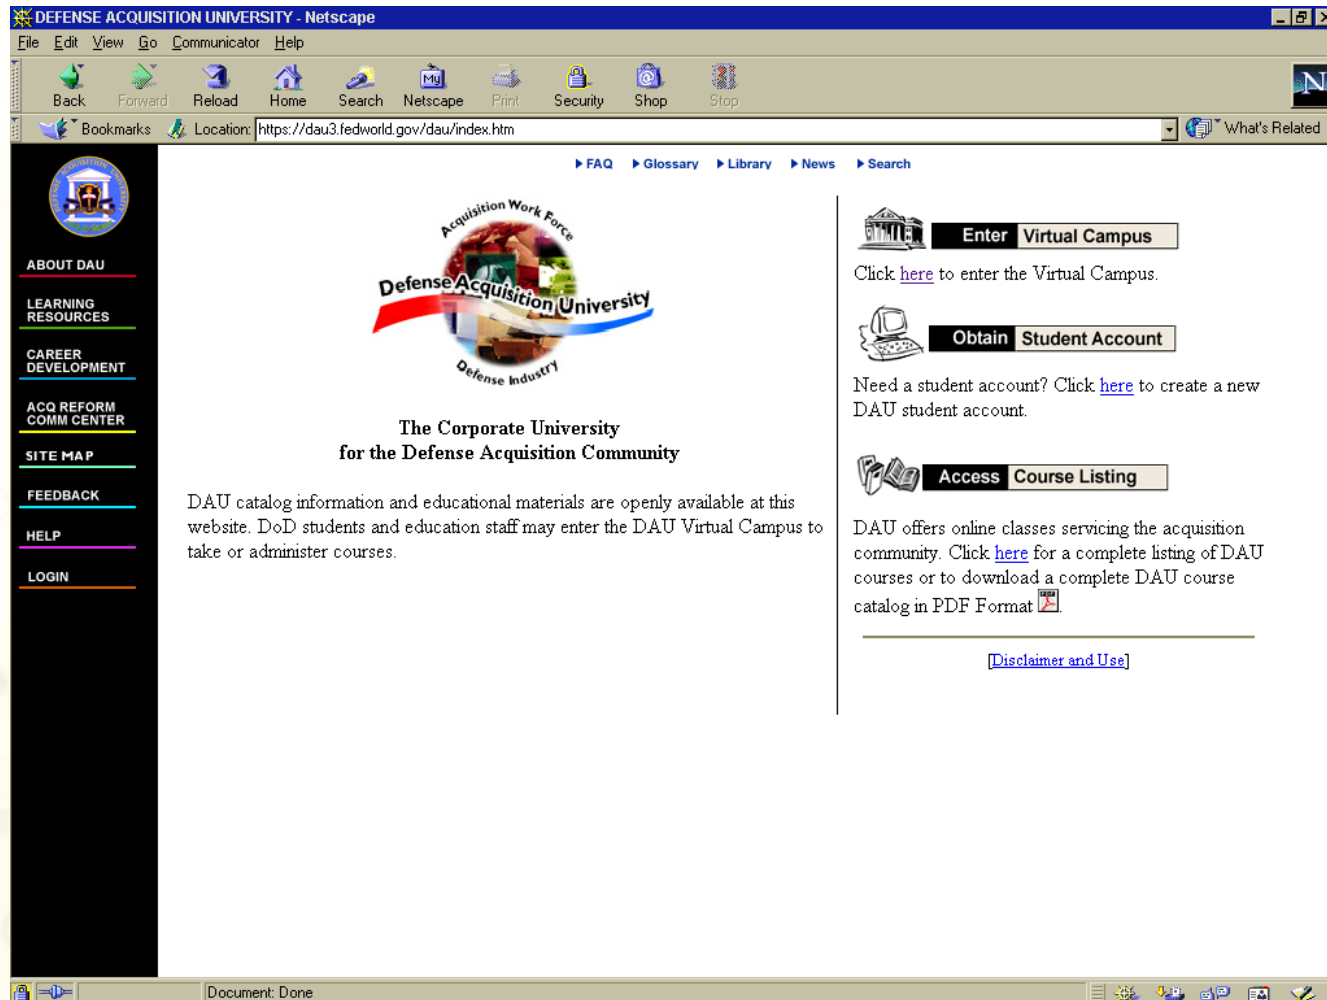 DEFENSE ACQUISITION UNIVERSITY - Netscape
File Edit View Go Communicator Help
Back Forward Reload Home Search Netscape Print Security Shop Stop
My
N
Bookmarks Location: https://dau3.fedworld.gov/dau/index.htm What's Related
FAQ Glossary Library News Search
ABOUT DAU
LEARNING
RESOURCES
CAREER
DEVELOPMENT
ACQ REFORM
COMM CENTER
SITE MAP
FEEDBACK
HELP
LOGIN
Acquisition Work Force
Defense Acquisition University
Defense Industry
The Corporate University
for the Defense Acquisition Community
DAU catalog information and educational materials are openly available at this
website. DoD students and education staff may enter the DAU Virtual Campus to
take or administer courses.
Enter Virtual Campus
Click here to enter the Virtual Campus.
Obtain Student Account
Need a student account? Click here to create a new
DAU student account.
Access Course Listing
DAU offers online classes servicing the acquisition
community. Click here for a complete listing of DAU
courses or to download a complete DAU course
catalog in PDF Format .
[Disclaimer and Use]
Document: Done